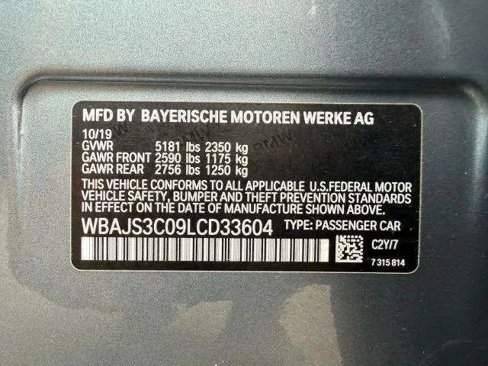 MFD BY BAYERISCHE MOTOREN WERKE AG
10/19
GVWR 5181 lbs 2350 kg
GAWR FRONT 2590 lbs 1175 kg
GAWR REAR 2756 lbs 1250 kg
THIS VEHICLE CONFORMS TO ALL APPLICABLE U.S.FEDERAL MOTOR
VEHICLE SAFETY, BUMPER AND THEFT PREVENTION STANDARDS
IN EFFECT ON THE DATE OF MANUFACTURE SHOWN ABOVE.
WBAJS3C09LCD33604 TYPE: PASSENGER CAR
C2Y/7
7 315 814